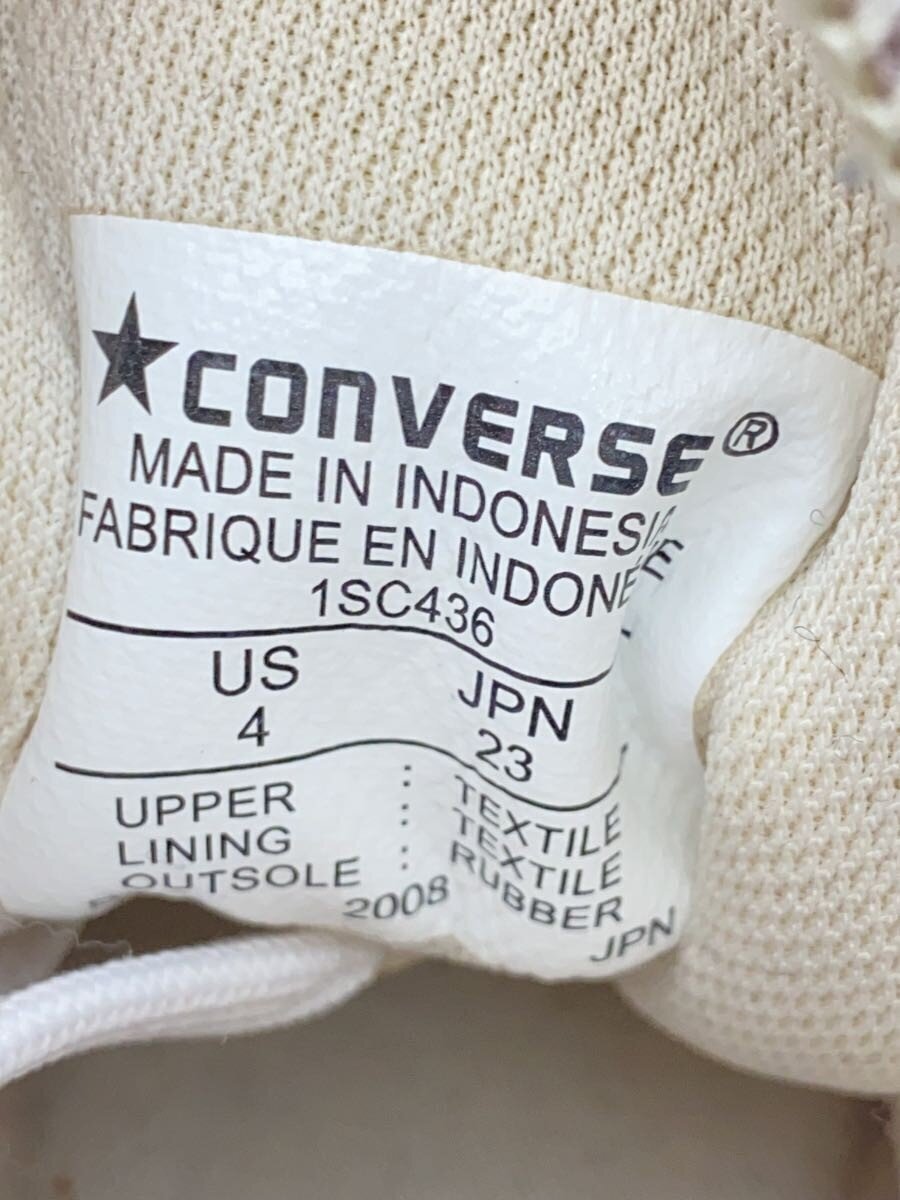 ★CONVERSE®
MADE IN INDONESIA
FABRIQUE EN INDONE
1SC436
US JPN
4 23
UPPER : TEXTILE
LINING : TEXTILE
OUTSOLE : RUBBER
2008 JPN